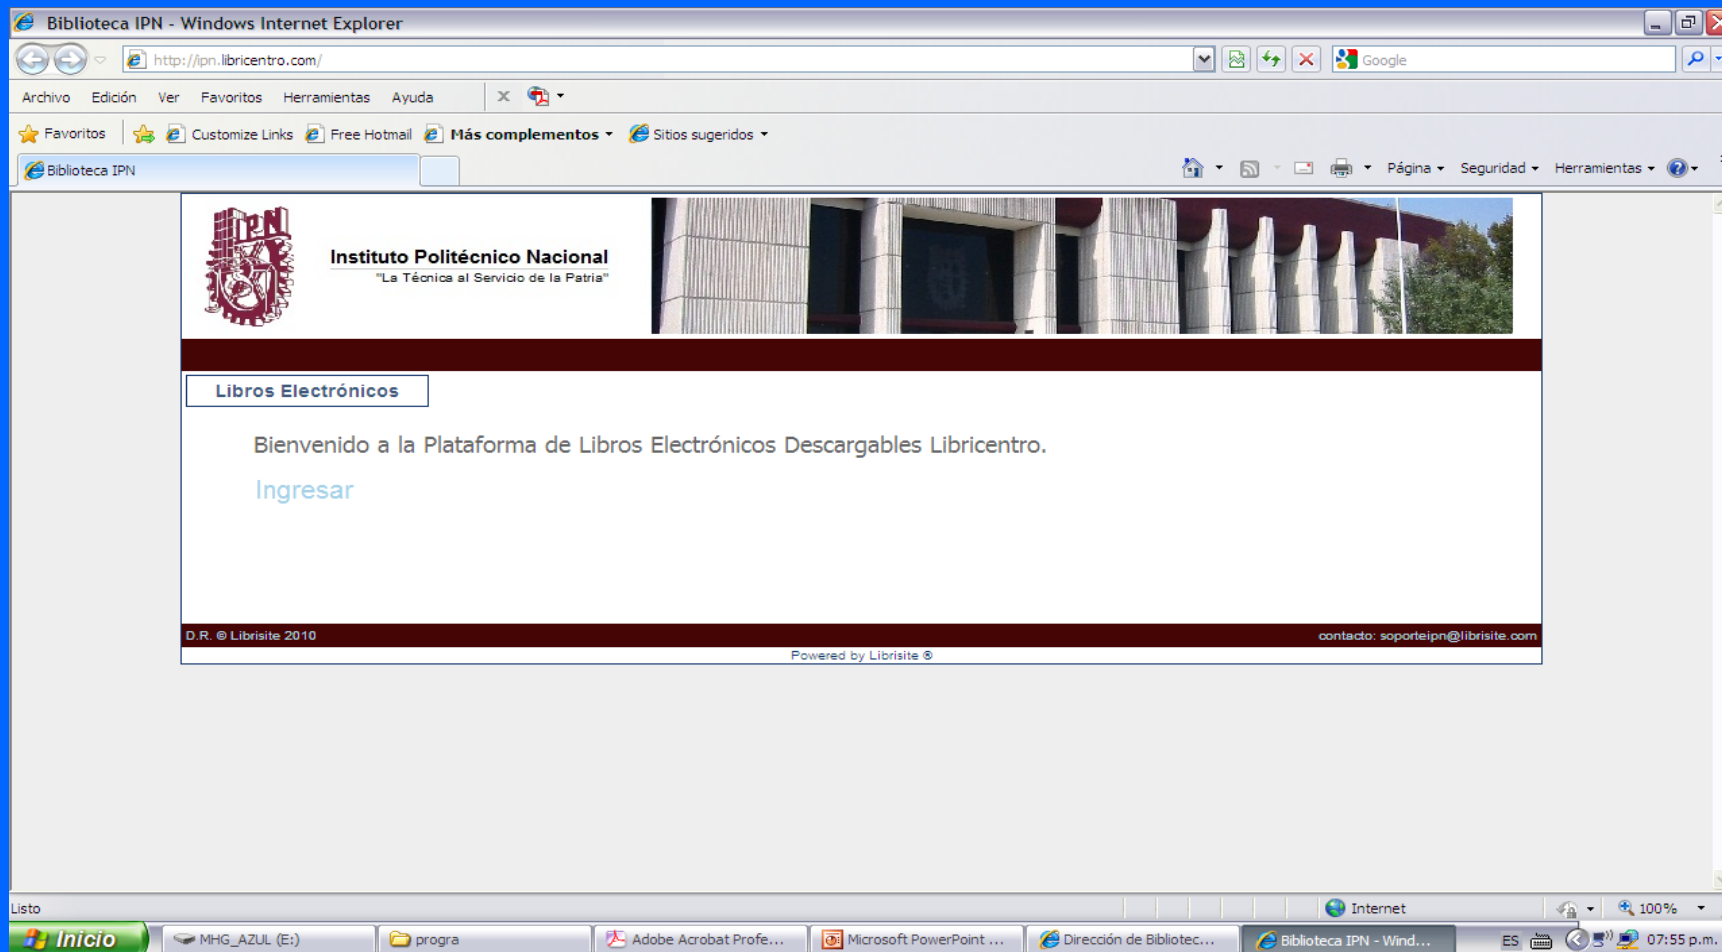 Biblioteca IPN - Windows Internet Explorer
http://ipn.libricentro.com/
Google
Archivo Edición Ver Favoritos Herramientas Ayuda
Favoritos Customize Links Free Hotmail Más complementos Sitios sugeridos
Biblioteca IPN
Página Seguridad Herramientas
IPN
Instituto Politécnico Nacional
"La Técnica al Servicio de la Patria"
Libros Electrónicos
Bienvenido a la Plataforma de Libros Electrónicos Descargables Libricentro.
Ingresar
D.R. © Librisite 2010 contacto: soporteipn@librisite.com
Powered by Librisite ®
Listo Internet 100%
Inicio MHG_AZUL (E:) progra Adobe Acrobat Profe... Microsoft PowerPoint ... Dirección de Bibliotec... Biblioteca IPN - Wind... ES 07:55 p.m.